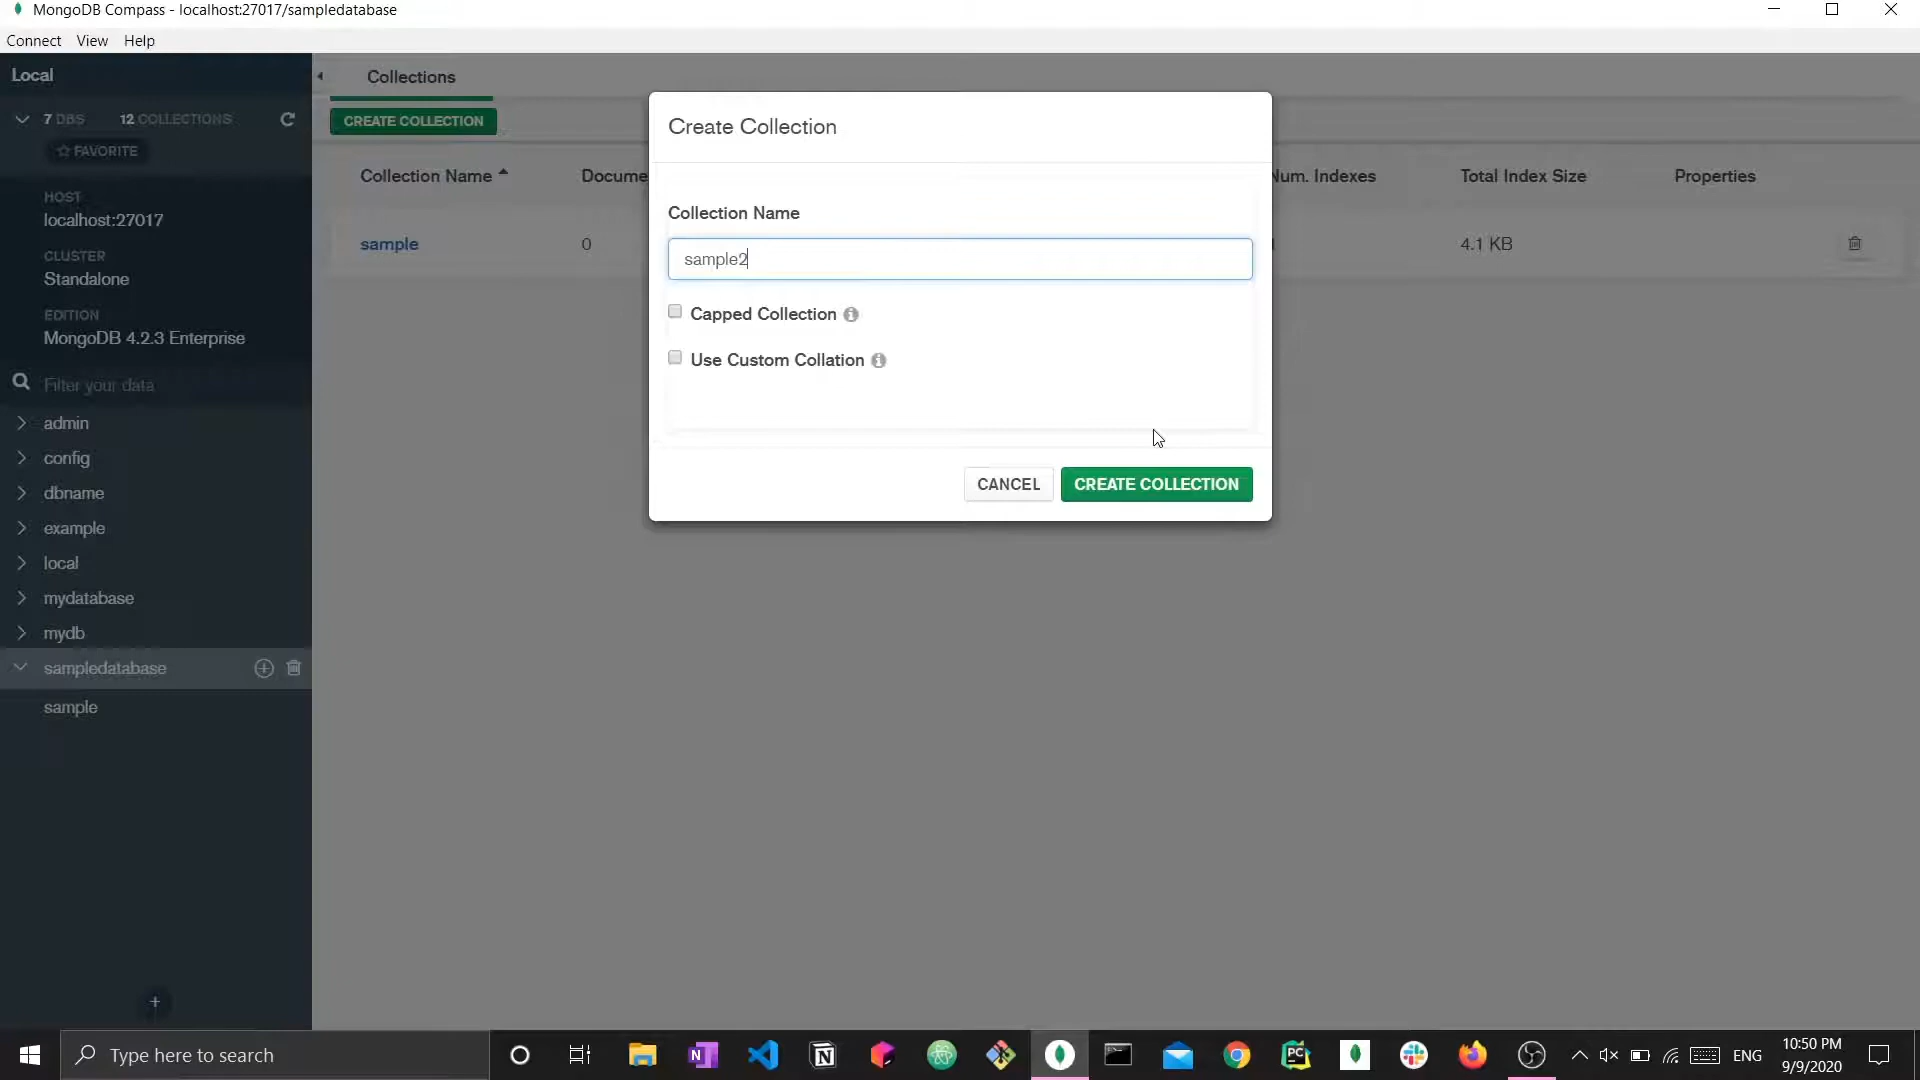 MongoDB Compass - localhost:27017/sampledatabase
Connect View Help
Local
7 DBS 12 COLLECTIONS
FAVORITE
HOST
localhost:27017
CLUSTER
Standalone
EDITION
MongoDB 4.2.3 Enterprise
Filter your data
admin
config
dbname
example
local
mydatabase
mydb
sampledatabase
sample
Collections
CREATE COLLECTION
Collection Name Docume Num. Indexes Total Index Size Properties
sample 0 4.1 KB
Create Collection
Collection Name
sample2
Capped Collection
Use Custom Collation
CANCEL CREATE COLLECTION
Type here to search
ENG
10:50 PM
9/9/2020